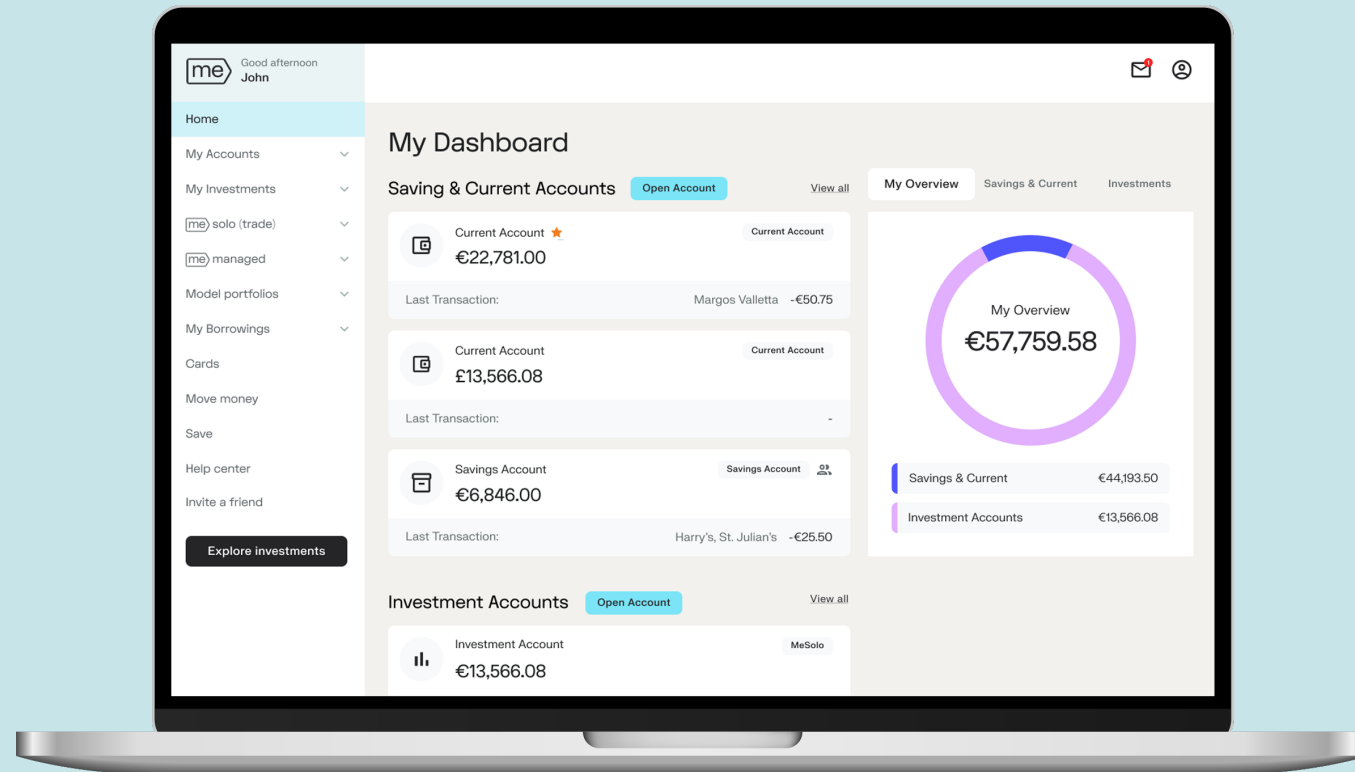 me
Good afternoon
John
1
Home
My Accounts
My Investments
me solo (trade)
me managed
Model portfolios
My Borrowings
Cards
Move money
Save
Help center
Invite a friend
Explore investments
My Dashboard
Saving & Current Accounts
Open Account
View all
Current Account
€22,781.00
Current Account
Last Transaction:
Margos Valletta -€50.75
Current Account
£13,566.08
Current Account
Last Transaction:
-
Savings Account
€6,846.00
Savings Account
Last Transaction:
Harry's, St. Julian's -€25.50
Investment Accounts
Open Account
View all
Investment Account
€13,566.08
MeSolo
My Overview
Savings & Current
Investments
My Overview
€57,759.58
Savings & Current €44,193.50
Investment Accounts €13,566.08